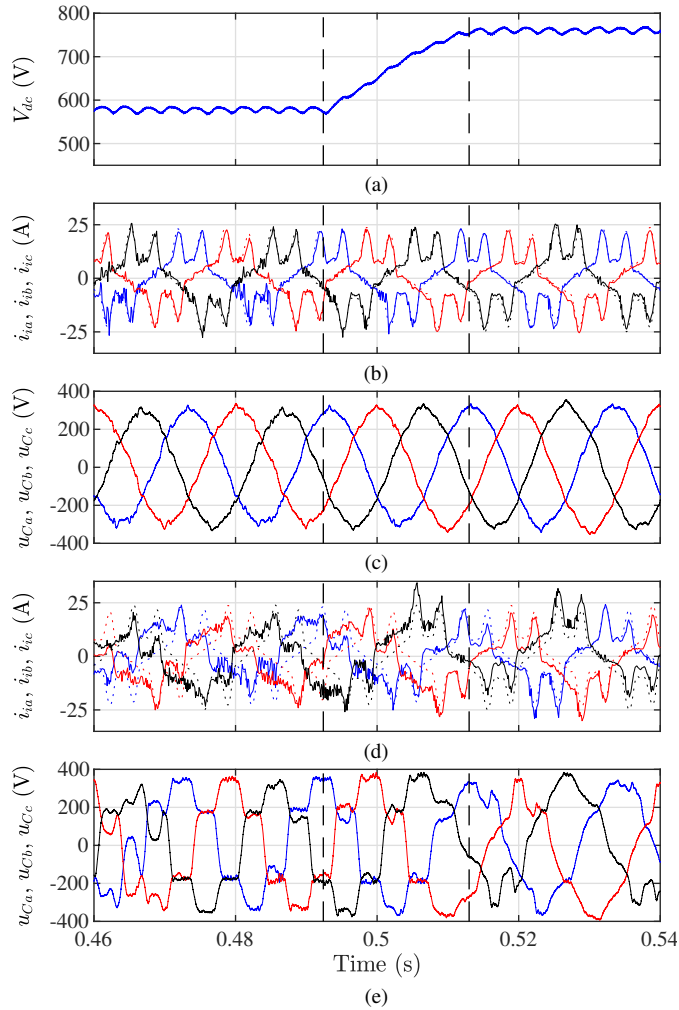 800
700
600
500
V_dc (V)
(a)
25
0
-25
i_ia, i_ib, i_ic (A)
(b)
400
200
0
-200
-400
u_Ca, u_Cb, u_Cc (V)
(c)
25
0
-25
i_ia, i_ib, i_ic (A)
(d)
400
200
0
-200
-400
u_Ca, u_Cb, u_Cc (V)
0.46 0.48 0.5 0.52 0.54
Time (s)
(e)